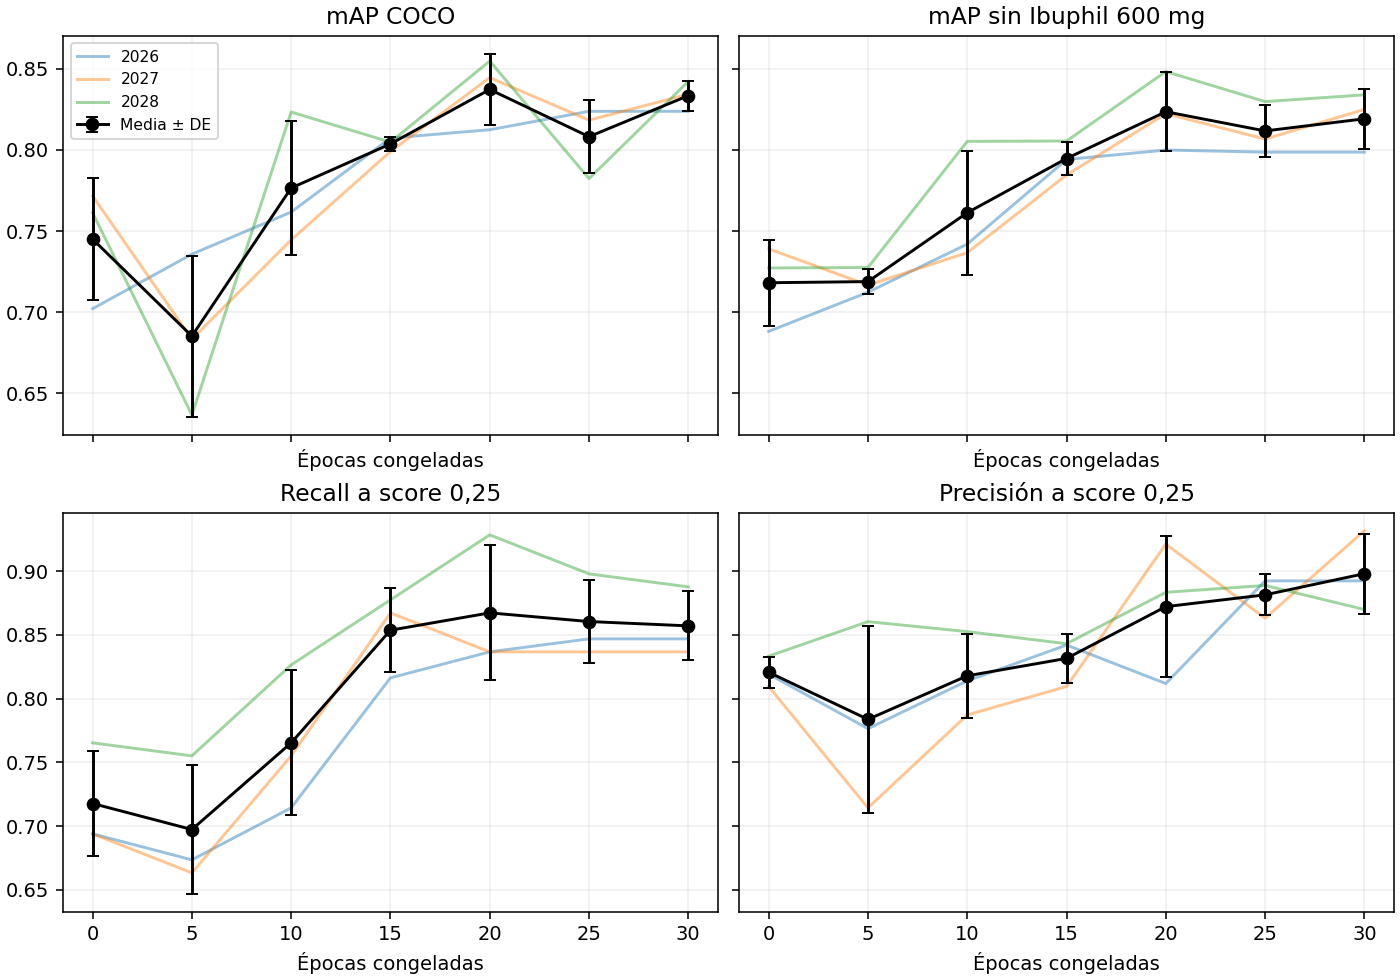 mAP COCO
mAP sin Ibuphil 600 mg
0.85
0.80
0.75
0.70
0.65
2026
2027
2028
Media ± DE
Épocas congeladas
Épocas congeladas
Recall a score 0,25
Precisión a score 0,25
0.90
0.85
0.80
0.75
0.70
0.65
0 5 10 15 20 25 30
0 5 10 15 20 25 30
Épocas congeladas
Épocas congeladas